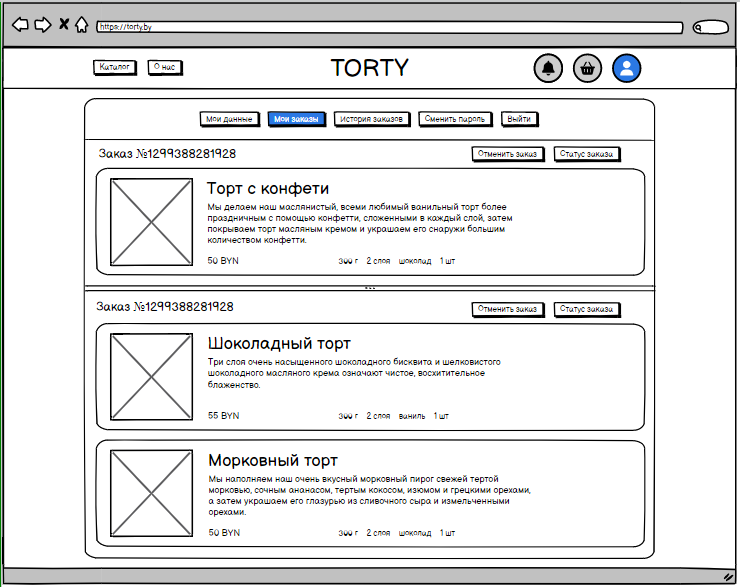 https://torty.by
Каталог О нас TORTY
Мои данные Мои заказы История заказов Сменить пароль Выйти
Заказ №1299388281928 Отменить заказ Статус заказа
Торт с конфети
Мы делаем наш маслянистый, всеми любимый ванильный торт более
праздничным с помощью конфетти, сложенными в каждый слой, затем
покрываем торт масляным кремом и украшаем его снаружи большим
количеством конфетти.
50 BYN 300 г 2 слоя шоколад 1 шт
Заказ №1299388281928 Отменить заказ Статус заказа
Шоколадный торт
Три слоя очень насыщенного шоколадного бисквита и шелковистого
шоколадного масляного крема означают чистое, восхитительное
блаженство.
55 BYN 300 г 2 слоя ваниль 1 шт
Морковный торт
Мы наполняем наш очень вкусный морковный пирог свежей тертой
морковью, сочным ананасом, тертым кокосом, изюмом и грецкими орехами,
а затем украшаем его глазурью из сливочного сыра и измельченными
орехами.
50 BYN 300 г 2 слоя шоколад 1 шт